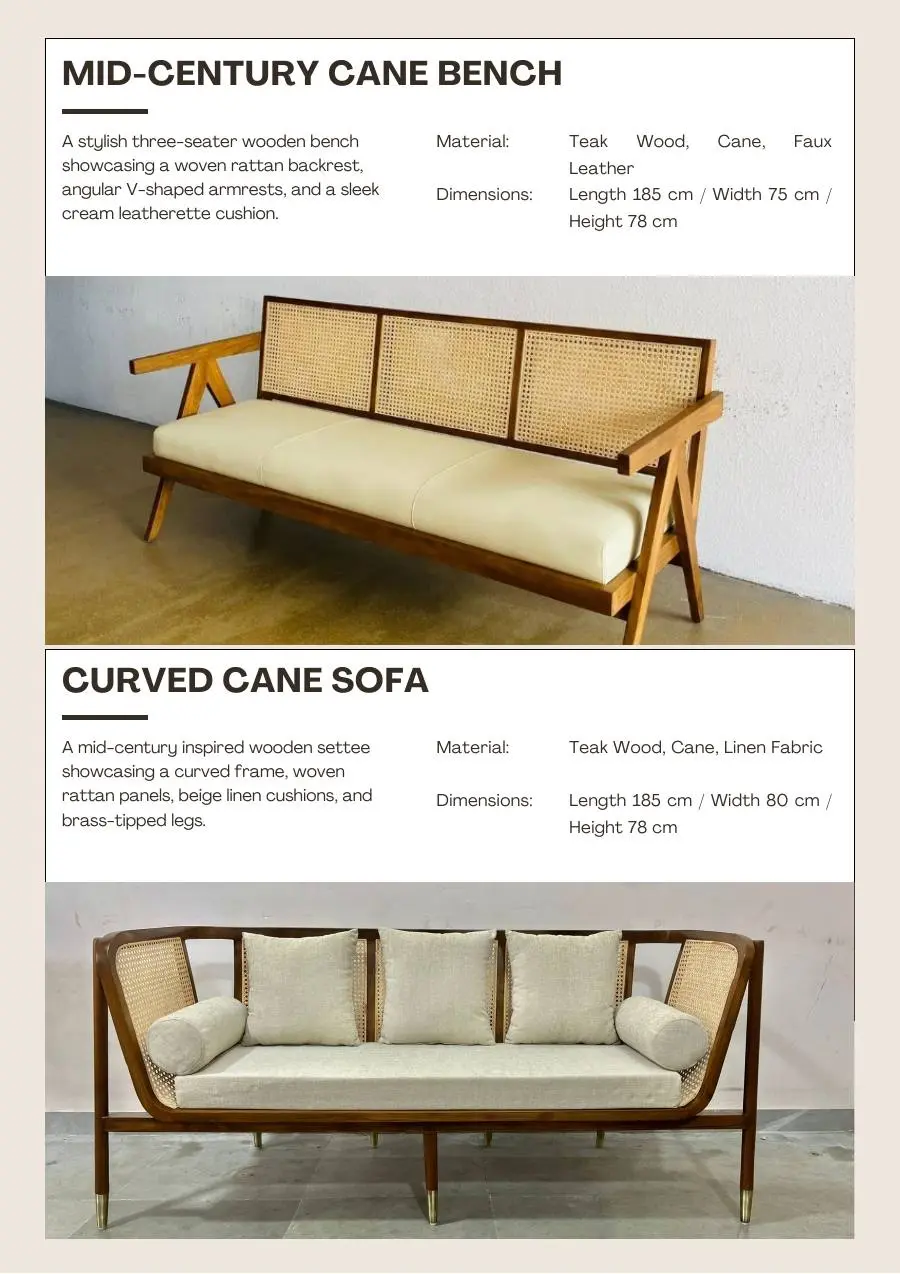 MID-CENTURY CANE BENCH
A stylish three-seater wooden bench
showcasing a woven rattan backrest,
angular V-shaped armrests, and a sleek
cream leatherette cushion.
Material:
Teak Wood, Cane, Faux
Leather
Dimensions:
Length 185 cm / Width 75 cm /
Height 78 cm
CURVED CANE SOFA
A mid-century inspired wooden settee
showcasing a curved frame, woven
rattan panels, beige linen cushions, and
brass-tipped legs.
Material:
Teak Wood, Cane, Linen Fabric
Dimensions:
Length 185 cm / Width 80 cm /
Height 78 cm